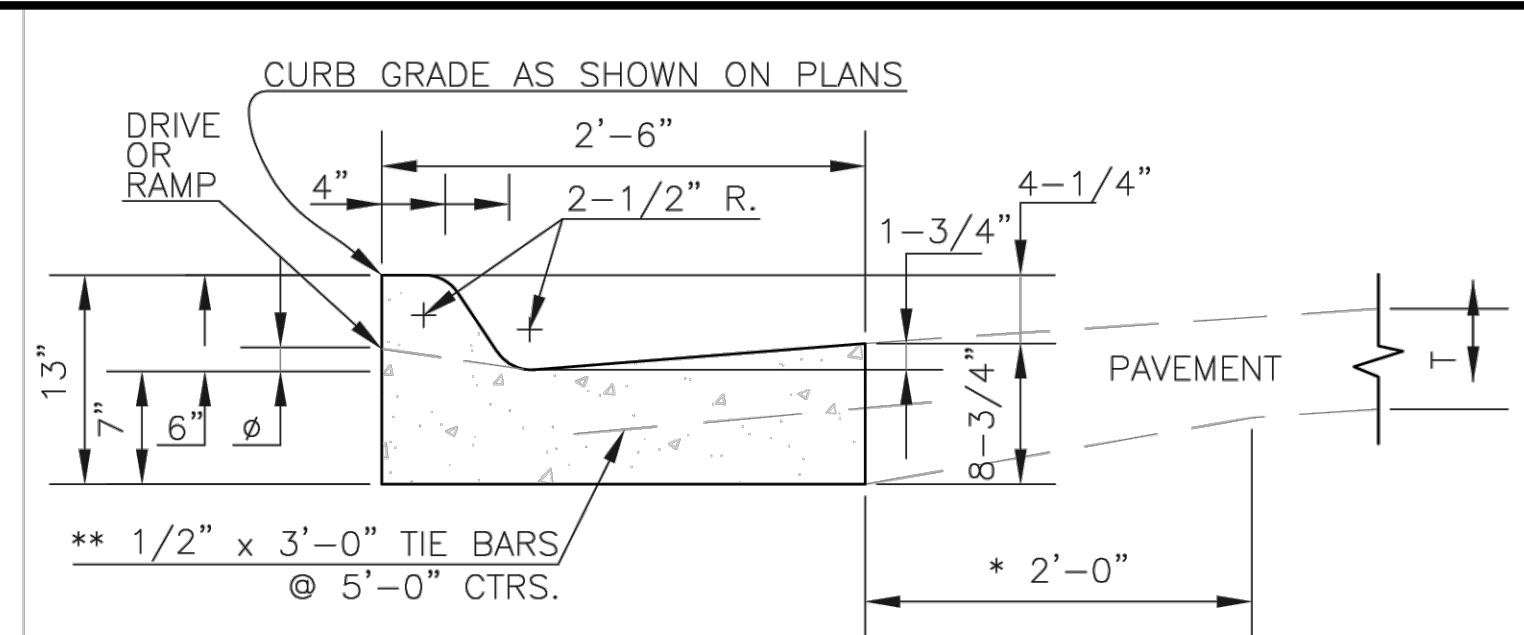 CURB GRADE AS SHOWN ON PLANS
DRIVE
OR
RAMP
2'-6"
4"
2-1/2" R.
4-1/4"
1-3/4"
13"
7"
6"
ø
8-3/4"
PAVEMENT
T
** 1/2" x 3'-0" TIE BARS
@ 5'-0" CTRS.
* 2'-0"